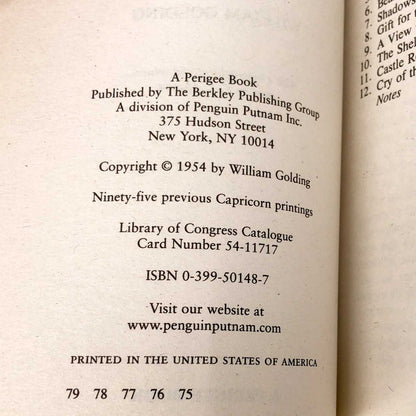 A Perigee Book
Published by The Berkley Publishing Group
A division of Penguin Putnam Inc.
375 Hudson Street
New York, NY 10014
Copyright © 1954 by William Golding
Ninety-five previous Capricorn printings
Library of Congress Catalogue
Card Number 54-11717
ISBN 0-399-50148-7
Visit our website at
www.penguinputnam.com
PRINTED IN THE UNITED STATES OF AMERICA
79 78 77 76 75
7. Shadows
8. Gift for
9. A View
10. The Shel
11. Castle R
12. Cry of th
Notes